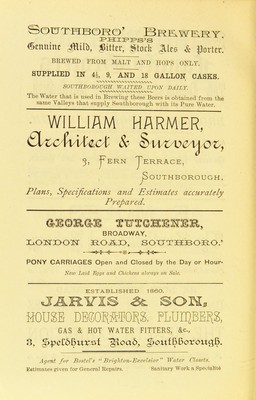 SOUTHBORO' BREWERY.
PHIPPS'S
Genuine Mild, Bitter, Stock Ales & Porter.
BREWED FROM MALT AND HOPS ONLY.
SUPPLIED IN 4½, 9, AND 18 GALLON CASKS.
SOUTHBOROUGH WAITED UPON DAILY.
The Water that is used in Brewing these Beers is obtained from the
same Valleys that supply Southborough with its Pure Water.
WILLIAM HARMER,
Architect & Surveyor,
3, FERN TERRACE,
SOUTHBOROUGH.
Plans, Specifications and Estimates accurately
Prepared.
GEORGE TUTCHENER,
BROADWAY,
LONDON ROAD, SOUTHBORO.'
PONY CARRIAGES Open and Closed by the Day or Hour-
New Laid Eggs and Chickens always on Sale.
ESTABLISHED 1860.
JARVIS & SON,
HOUSE DECORATORS, PLUMBERS,
GAS & HOT WATER FITTERS, &c.,
3, Speldhurst Road, Southborough.
Agent for Bostel's "Brighton-Excelsior" Water Closets.
Estimates given for General Repairs. Sanitary Work a Spécialité